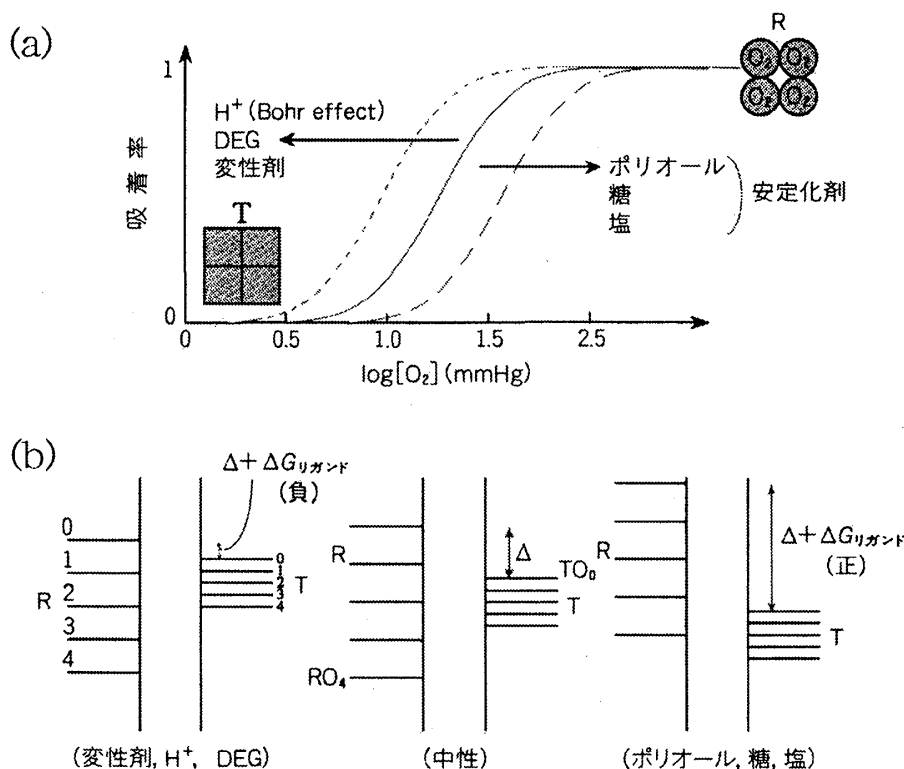 (a)
R
O₂ O₂
O₂ O₂
1
H⁺ (Bohr effect)
DEG
変性剤
ポリオール
糖
塩
安定化剤
吸着率
T
0
0 0.5 1.0 1.5 2.5
log[O₂] (mmHg)
(b)
Δ+ΔGリガンド
(負)
0
1
2
3
4
R
0
1
2
3
4
T
(変性剤, H⁺, DEG)
R
Δ
TO₀
T
RO₄
(中性)
R
Δ+ΔGリガンド
(正)
T
(ポリオール, 糖, 塩)